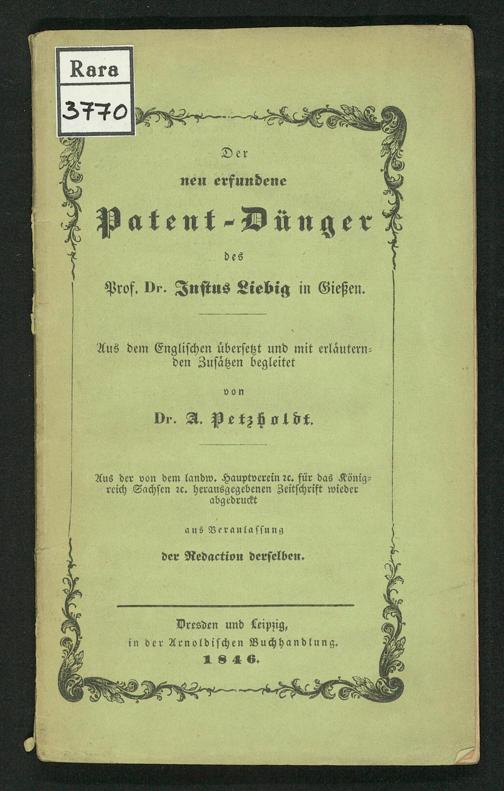 Rara
3770
Der
neu erfundene
Patent-Dünger
des
Prof. Dr. Justus Liebig in Gießen.
Aus dem Englischen übersetzt und mit erläutern-
den Zusätzen begleitet
von
Dr. A. Petzholdt.
Aus der von dem landw. Hauptverein ꝛc. für das König-
reich Sachsen ꝛc. herausgegebenen Zeitschrift wieder
abgedruckt
aus Veranlassung
der Redaction derselben.
Dresden und Leipzig,
in der Arnoldischen Buchhandlung.
1846.